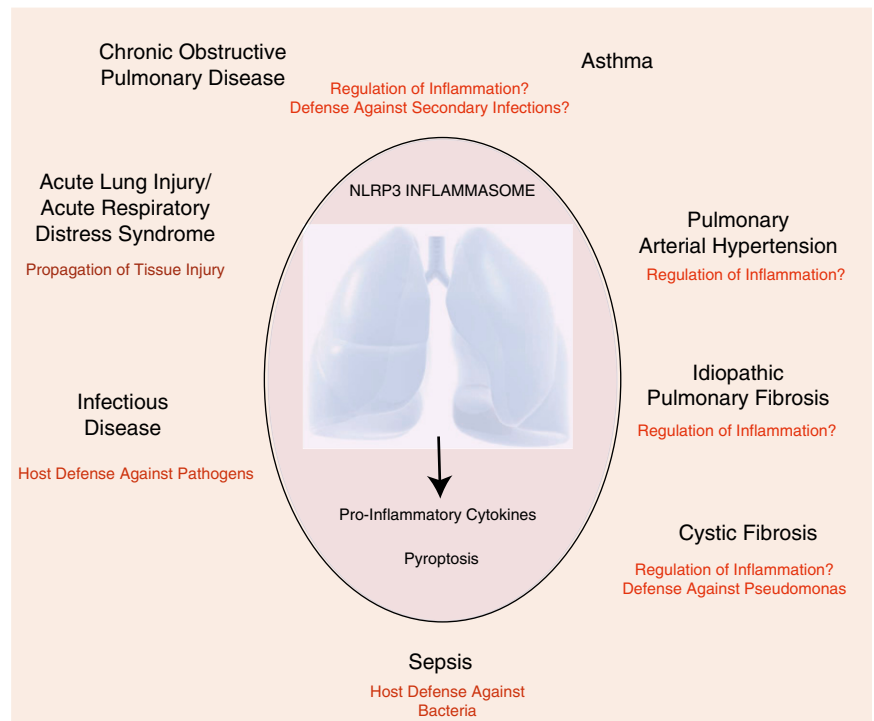 Chronic Obstructive
Pulmonary Disease
Asthma
Regulation of Inflammation?
Defense Against Secondary Infections?
NLRP3 INFLAMMASOME
Acute Lung Injury/
Acute Respiratory
Distress Syndrome
Propagation of Tissue Injury
Pulmonary
Arterial Hypertension
Regulation of Inflammation?
Idiopathic
Pulmonary Fibrosis
Regulation of Inflammation?
Infectious
Disease
Host Defense Against Pathogens
Pro-Inflammatory Cytokines
Pyroptosis
Cystic Fibrosis
Regulation of Inflammation?
Defense Against Pseudomonas
Sepsis
Host Defense Against
Bacteria